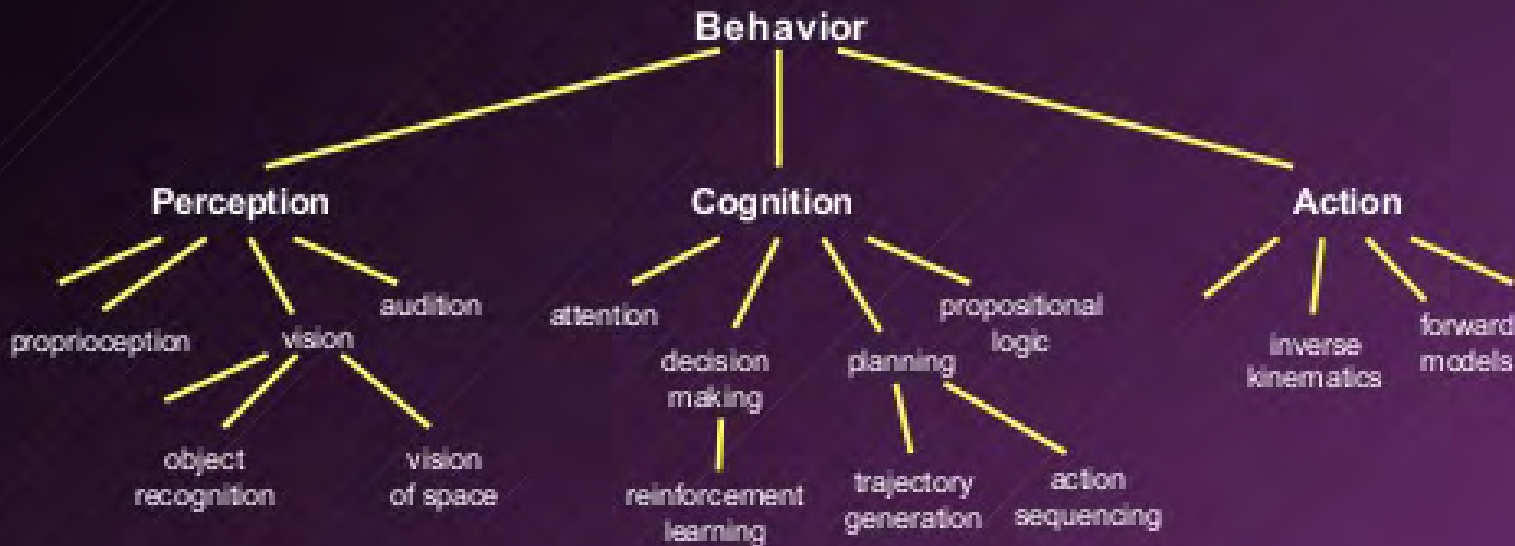 Behavior
Perception
Cognition
Action
proprioception
vision
audition
object
recognition
vision
of space
attention
decision
making
reinforcement
learning
planning
trajectory
generation
action
sequencing
propositional
logic
inverse
kinematics
forward
models